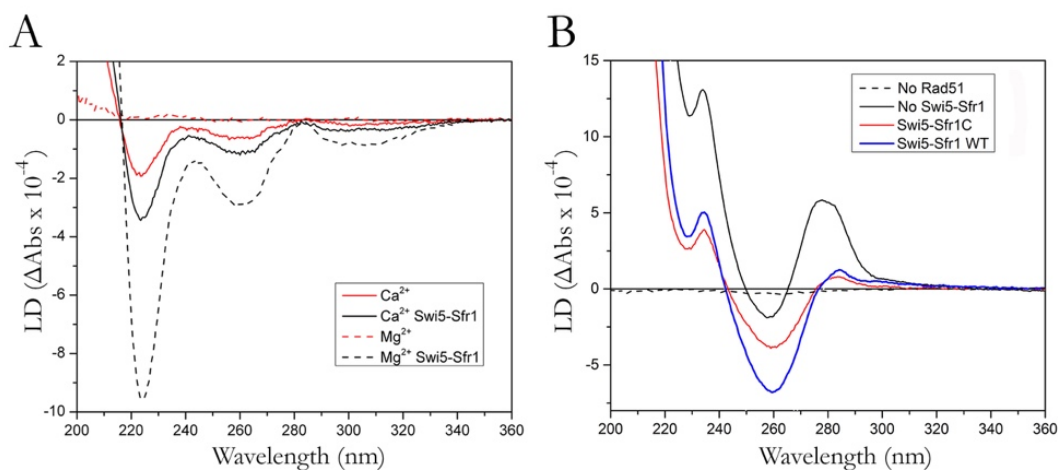 A
LD (ΔAbs x 10⁻⁴)
2
0
-2
-4
-6
-8
-10
Ca²⁺
Ca²⁺ Swi5-Sfr1
Mg²⁺
Mg²⁺ Swi5-Sfr1
200 220 240 260 280 300 320 340 360
Wavelength (nm)
B
LD (ΔAbs x 10⁻⁴)
15
10
5
0
-5
No Rad51
No Swi5-Sfr1
Swi5-Sfr1C
Swi5-Sfr1 WT
200 220 240 260 280 300 320 340 360
Wavelength (nm)